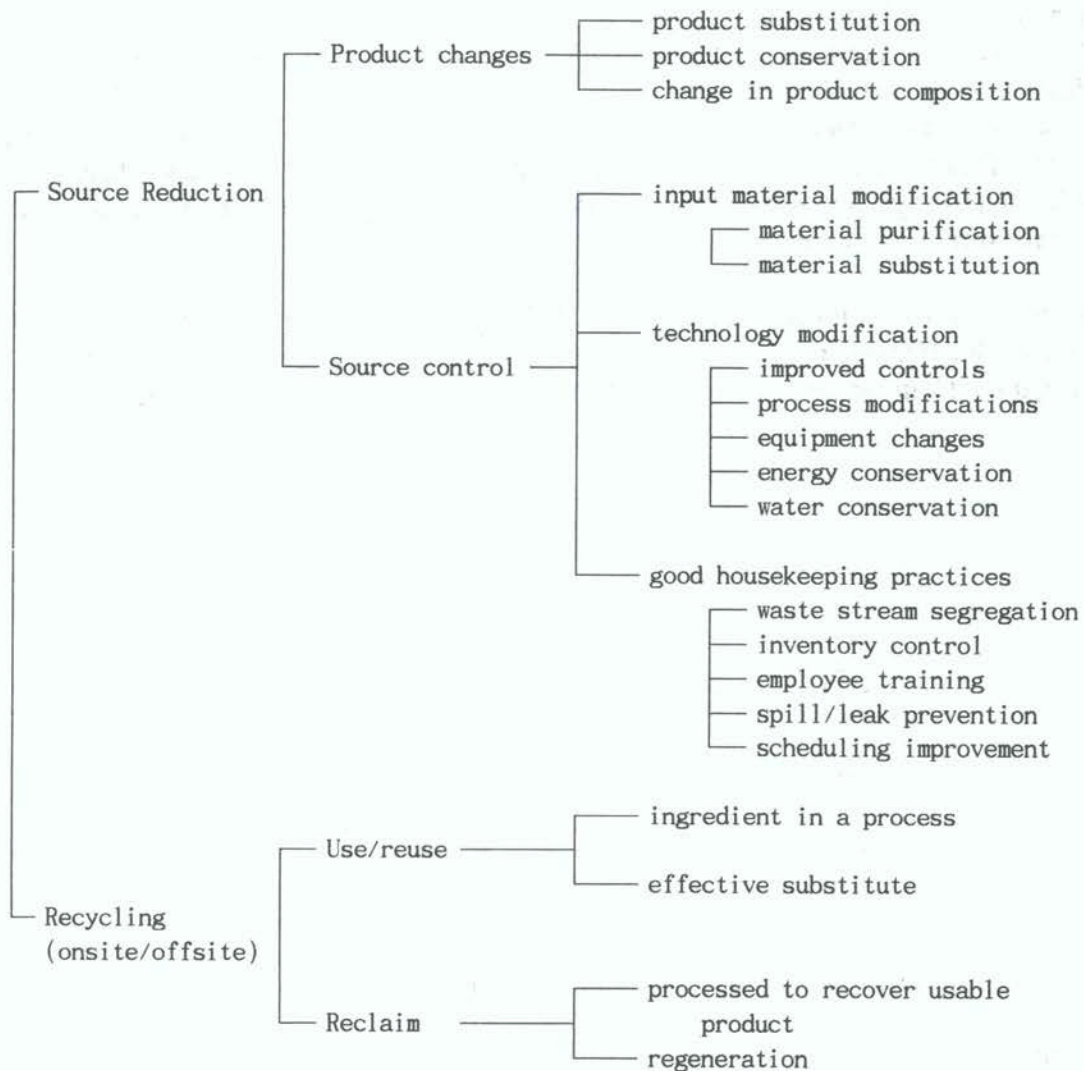 product substitution
Product changes
product conservation
change in product composition
Source Reduction
input material modification
material purification
material substitution
technology modification
Source control
improved controls
process modifications
equipment changes
energy conservation
water conservation
good housekeeping practices
waste stream segregation
inventory control
employee training
spill/leak prevention
scheduling improvement
ingredient in a process
Use/reuse
effective substitute
Recycling
(onsite/offsite)
processed to recover usable
product
Reclaim
regeneration